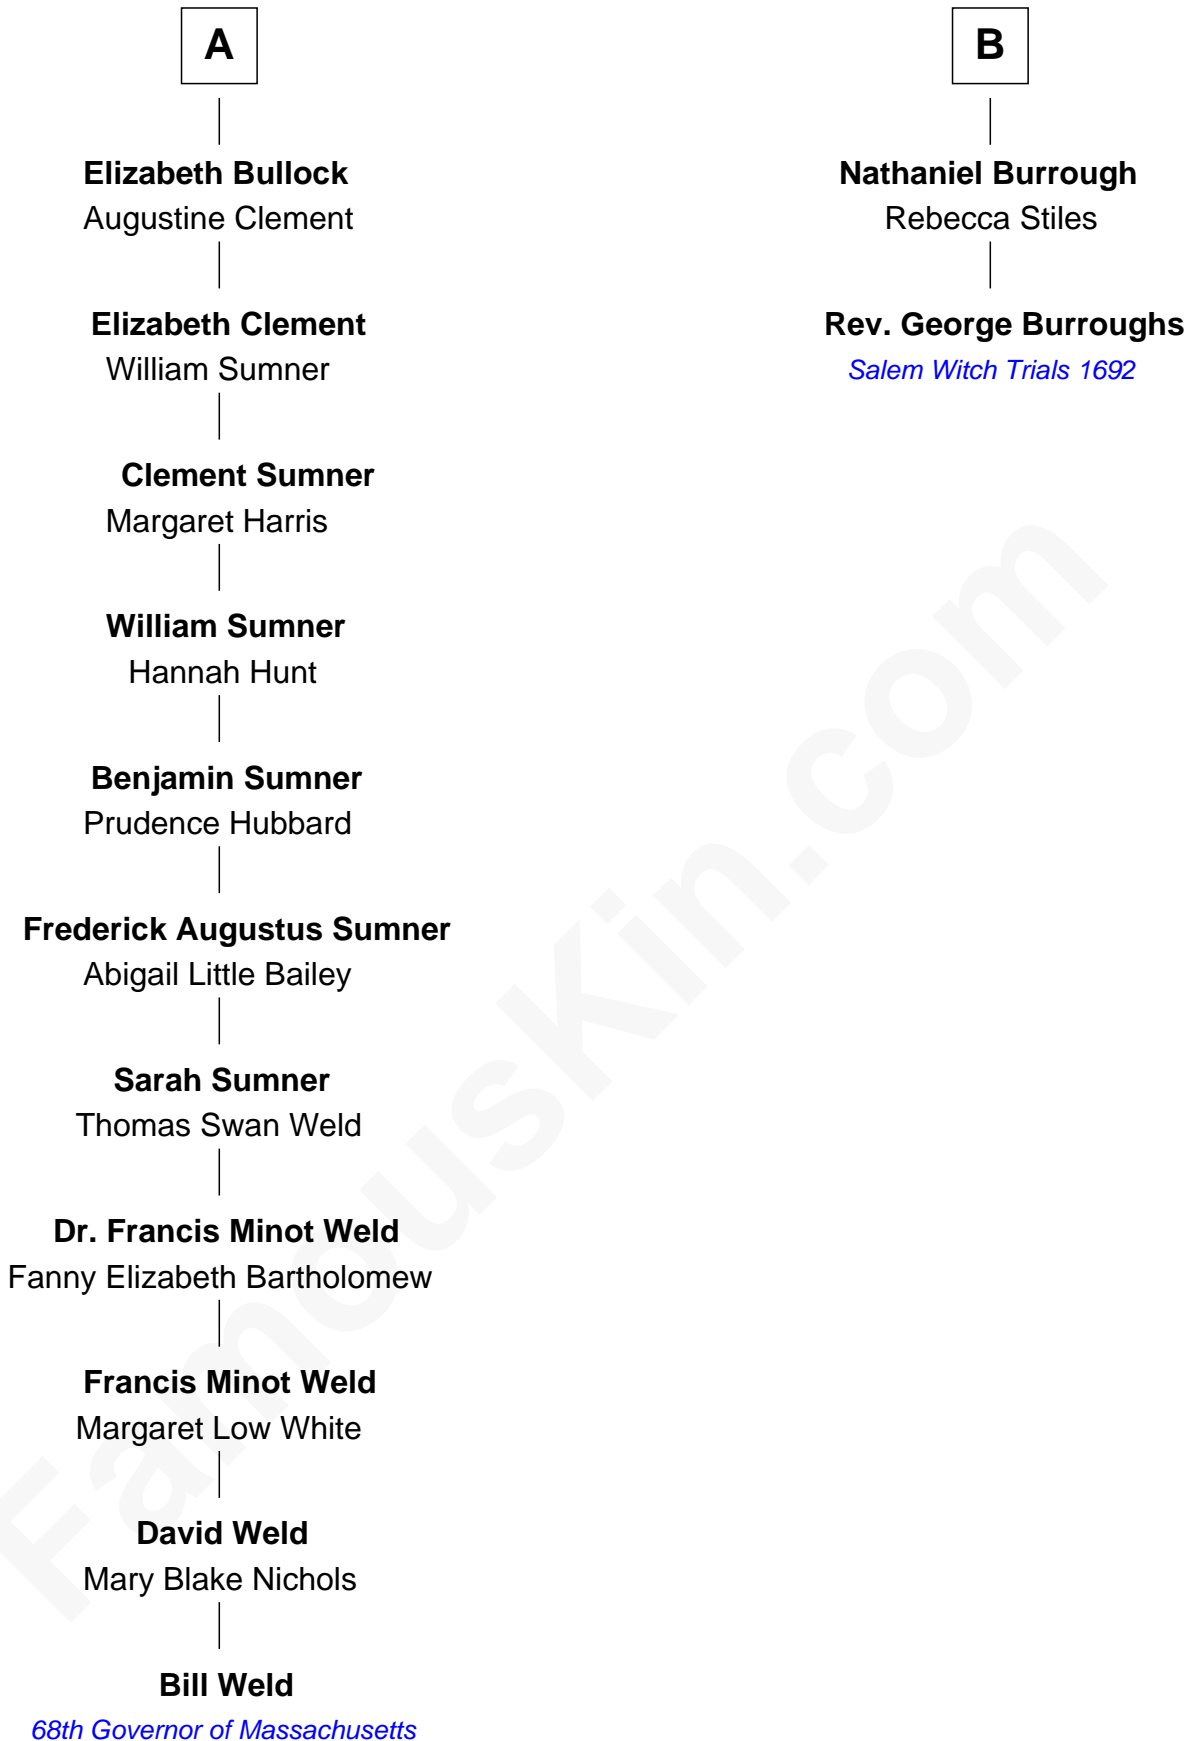 A
Elizabeth Bullock
Augustine Clement
Elizabeth Clement
William Sumner
Clement Sumner
Margaret Harris
William Sumner
Hannah Hunt
Benjamin Sumner
Prudence Hubbard
Frederick Augustus Sumner
Abigail Little Bailey
Sarah Sumner
Thomas Swan Weld
Dr. Francis Minot Weld
Fanny Elizabeth Bartholomew
Francis Minot Weld
Margaret Low White
David Weld
Mary Blake Nichols
Bill Weld
68th Governor of Massachusetts
B
Nathaniel Burrough
Rebecca Stiles
Rev. George Burroughs
Salem Witch Trials 1692
FamousKin.com